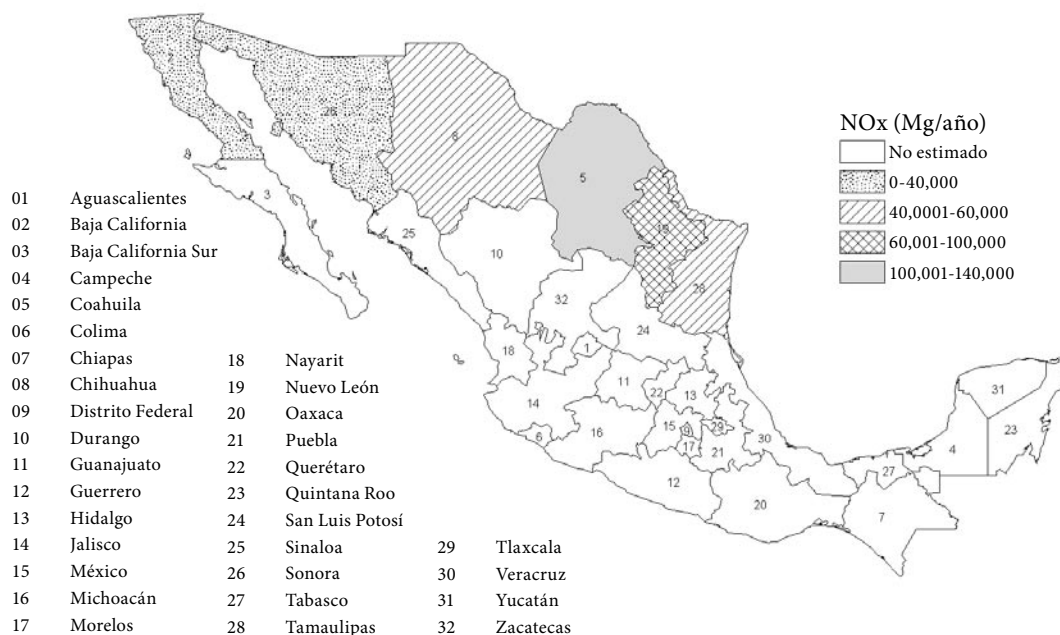 NOx (Mg/año)
No estimado
0-40,000
40,0001-60,000
60,001-100,000
100,001-140,000
01 Aguascalientes
02 Baja California
03 Baja California Sur
04 Campeche
05 Coahuila
06 Colima
07 Chiapas
08 Chihuahua
09 Distrito Federal
10 Durango
11 Guanajuato
12 Guerrero
13 Hidalgo
14 Jalisco
15 México
16 Michoacán
17 Morelos
18 Nayarit
19 Nuevo León
20 Oaxaca
21 Puebla
22 Querétaro
23 Quintana Roo
24 San Luis Potosí
25 Sinaloa
26 Sonora
27 Tabasco
28 Tamaulipas
29 Tlaxcala
30 Veracruz
31 Yucatán
32 Zacatecas
26
8
5
3
25
19
10
28
32
24
18
1
11
22
13
14
31
15
9
29
6
16
17
21
30
4
23
27
12
20
7